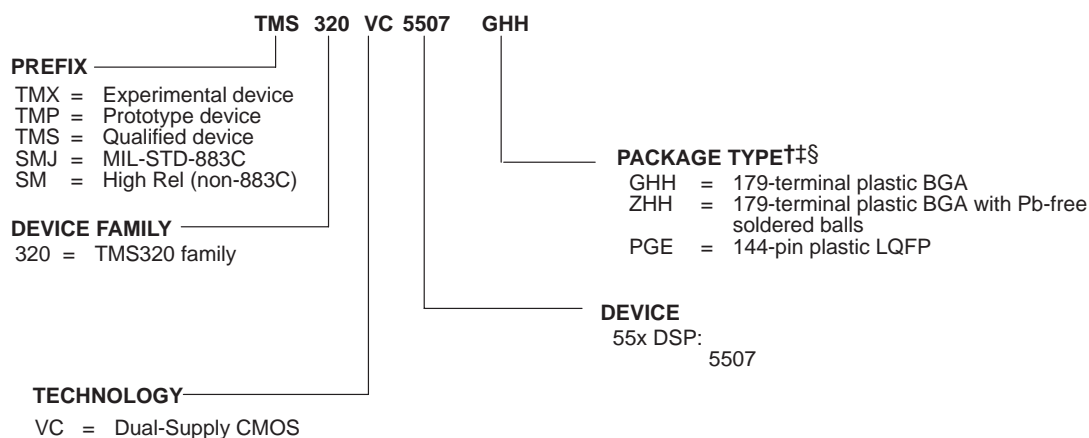 TMS 320 VC 5507 GHH
PREFIX
TMX = Experimental device
TMP = Prototype device
TMS = Qualified device
SMJ = MIL-STD-883C
SM = High Rel (non-883C)
DEVICE FAMILY
320 = TMS320 family
TECHNOLOGY
VC = Dual-Supply CMOS
PACKAGE TYPE†‡§
GHH = 179-terminal plastic BGA
ZHH = 179-terminal plastic BGA with Pb-free
soldered balls
PGE = 144-pin plastic LQFP
DEVICE
55x DSP:
5507